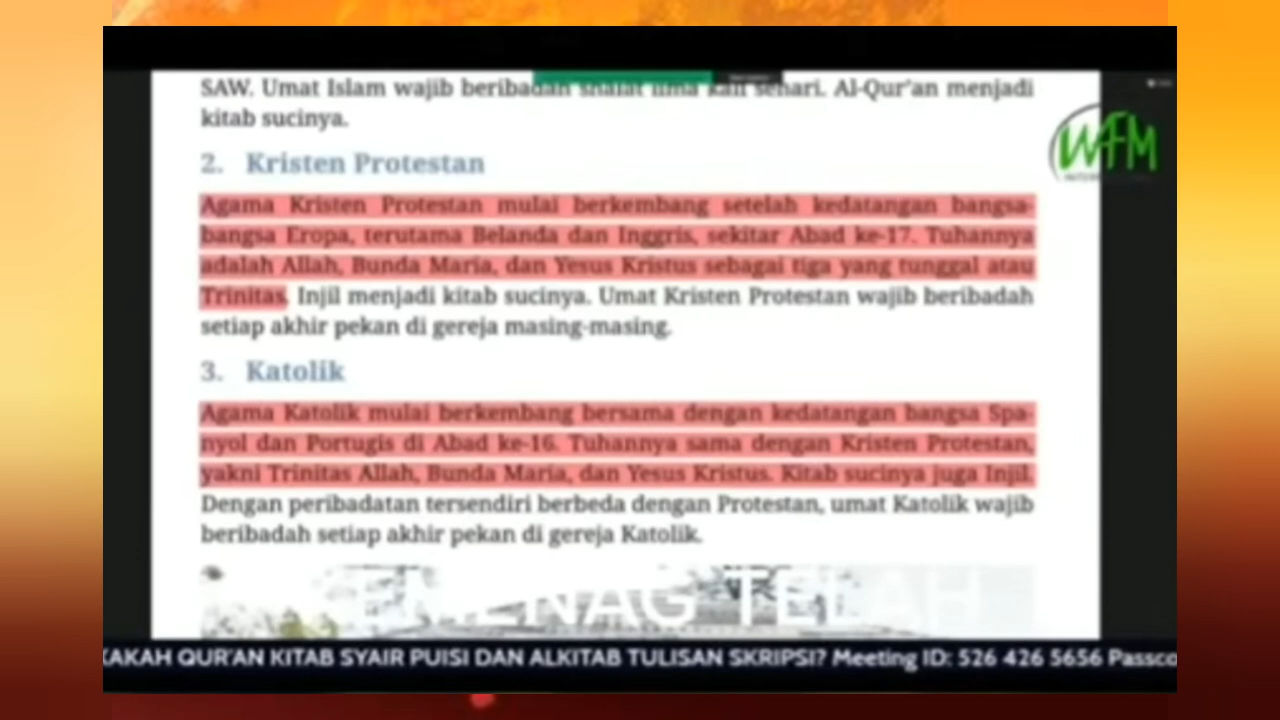 SAW. Umat Islam wajib beribadah shalat lima kali sehari. Al-Qur'an menjadi
kitab sucinya.
WFM
2. Kristen Protestan
Agama Kristen Protestan mulai berkembang setelah kedatangan bangsa-
bangsa Eropa, terutama Belanda dan Inggris, sekitar Abad ke-17. Tuhannya
adalah Allah, Bunda Maria, dan Yesus Kristus sebagai tiga yang tunggal atau
Trinitas. Injil menjadi kitab sucinya. Umat Kristen Protestan wajib beribadah
setiap akhir pekan di gereja masing-masing.
3. Katolik
Agama Katolik mulai berkembang bersama dengan kedatangan bangsa Spa-
nyol dan Portugis di Abad ke-16. Tuhannya sama dengan Kristen Protestan,
yakni Trinitas Allah, Bunda Maria, dan Yesus Kristus. Kitab sucinya juga Injil.
Dengan peribadatan tersendiri berbeda dengan Protestan, umat Katolik wajib
beribadah setiap akhir pekan di gereja Katolik.
EMENAG TELAH
KAKAH QUR'AN KITAB SYAIR PUISI DAN ALKITAB TULISAN SKRIPSI? Meeting ID: 526 426 5656 Passco